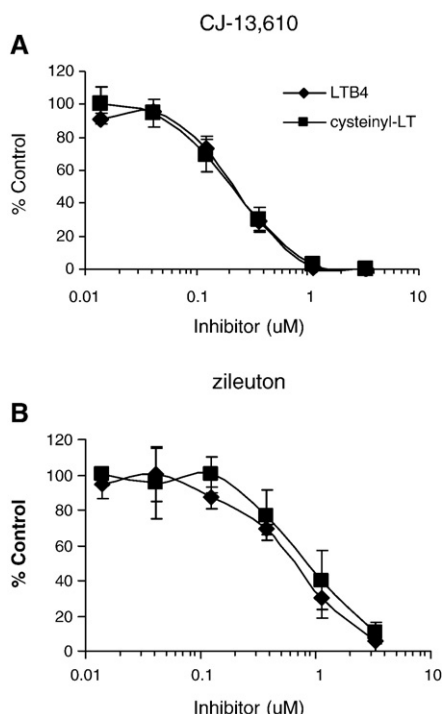 CJ-13,610
A
120
100
80
60
40
20
0
% Control
LTB4
cysteinyl-LT
0.01 0.1 1 10
Inhibitor (uM)
zileuton
B
120
100
80
60
40
20
0
% Control
0.01 0.1 1 10
Inhibitor (uM)